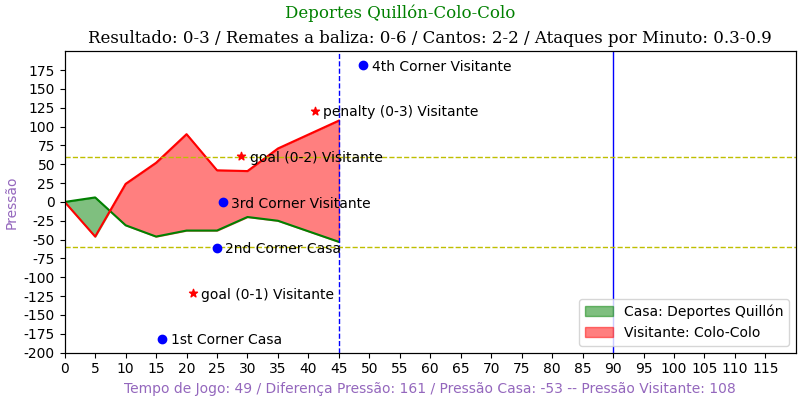 Deportes Quillón-Colo-Colo
Resultado: 0-3 / Remates a baliza: 0-6 / Cantos: 2-2 / Ataques por Minuto: 0.3-0.9
175
4th Corner Visitante
150
125
penalty (0-3) Visitante
100
75
goal (0-2) Visitante
50
25
0
3rd Corner Visitante
-25
-50
2nd Corner Casa
-75
-100
-125
goal (0-1) Visitante
-150
-175
1st Corner Casa
-200
Pressão
Casa: Deportes Quillón
Visitante: Colo-Colo
0 5 10 15 20 25 30 35 40 45 50 55 60 65 70 75 80 85 90 95 100 105 110 115
Tempo de Jogo: 49 / Diferença Pressão: 161 / Pressão Casa: -53 -- Pressão Visitante: 108